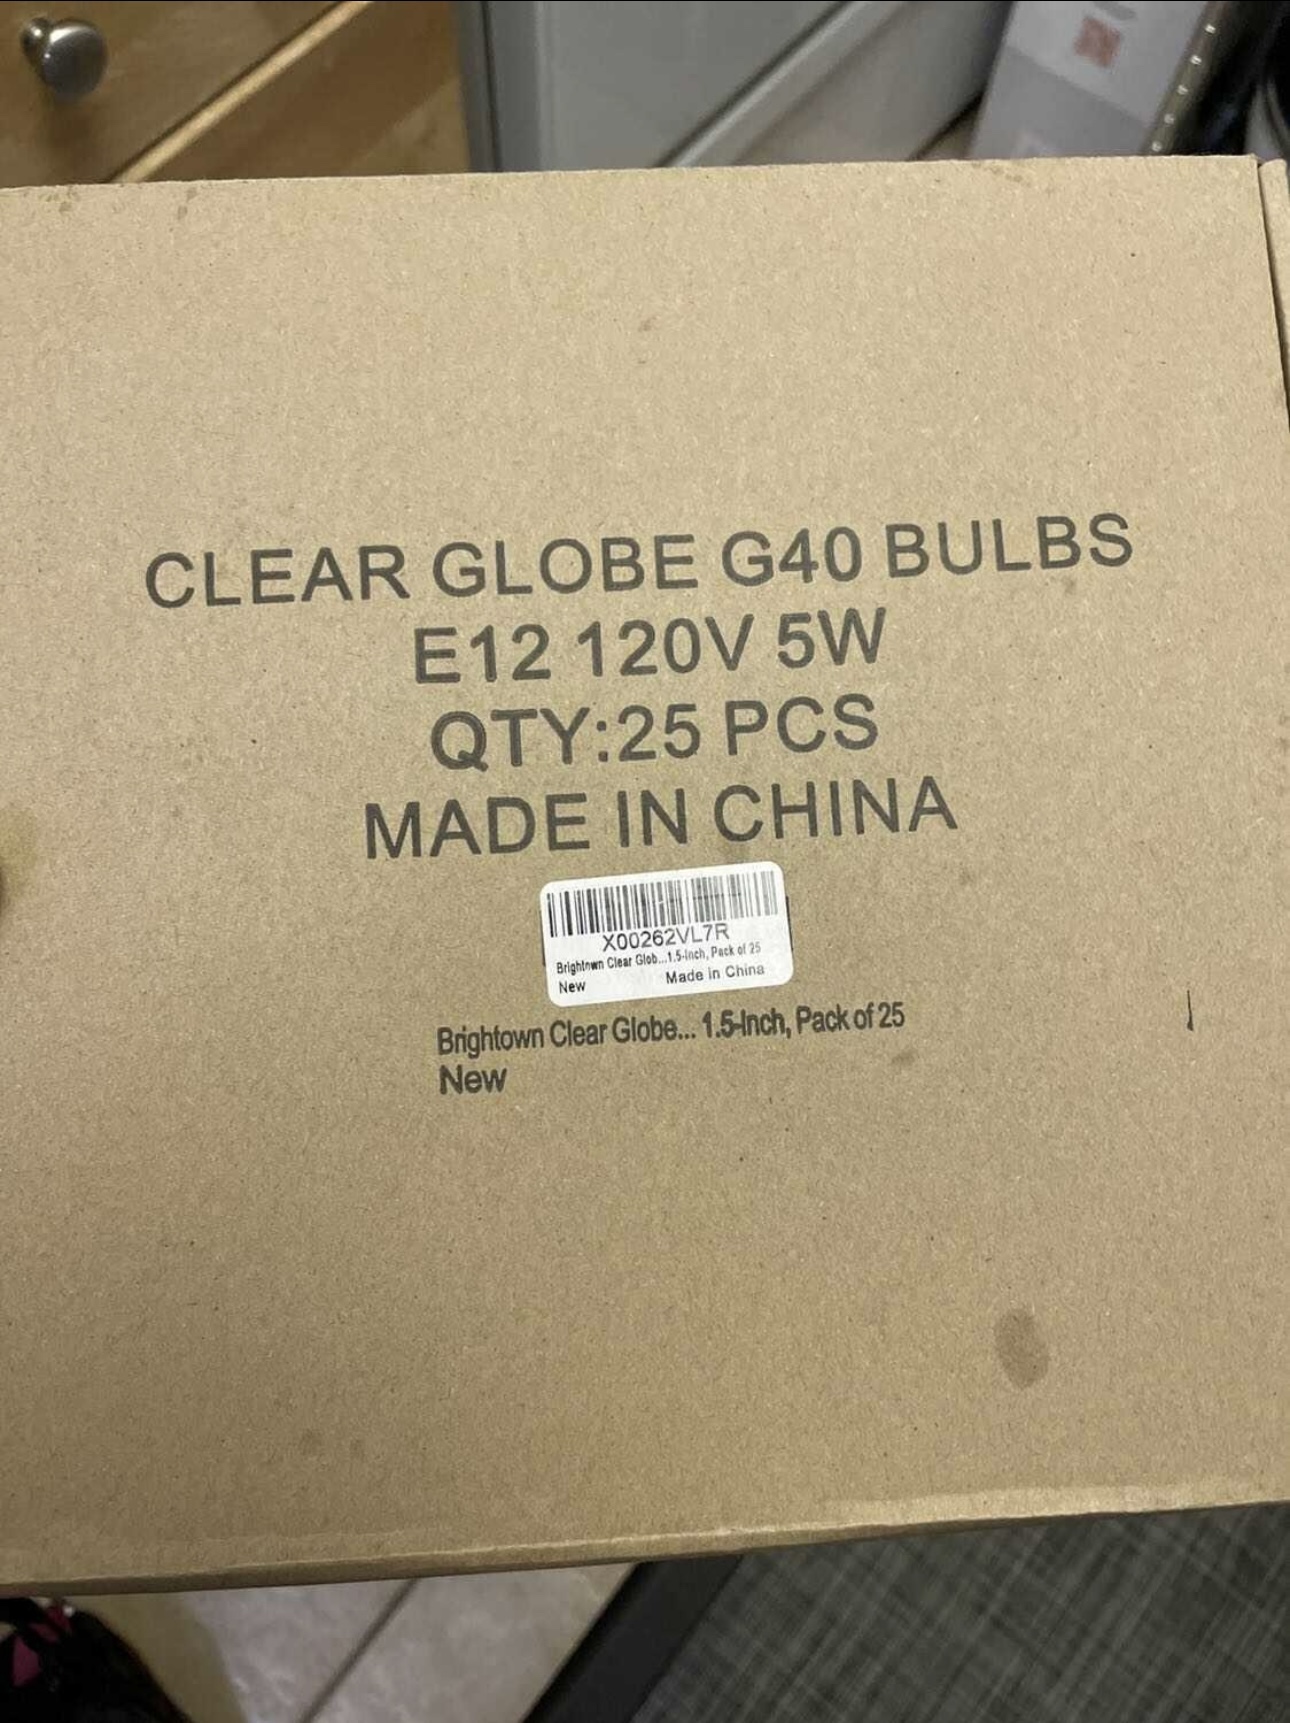 CLEAR GLOBE G40 BULBS
E12 120V 5W
QTY:25 PCS
MADE IN CHINA
X00262VL7R
Brightown Clear Glob...1.5-Inch, Pack of 25
New Made in China
Brightown Clear Globe... 1.5-Inch, Pack of 25
New